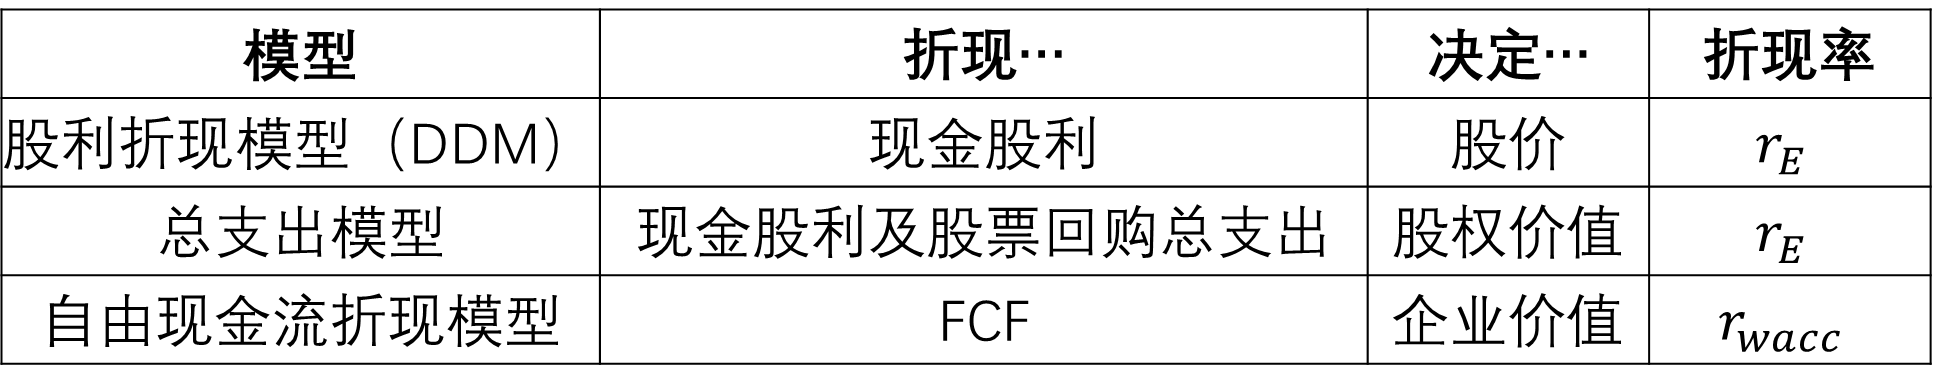 模型 折现… 决定… 折现率
股利折现模型（DDM） 现金股利 股价 r_E
总支出模型 现金股利及股票回购总支出 股权价值 r_E
自由现金流折现模型 FCF 企业价值 r_wacc